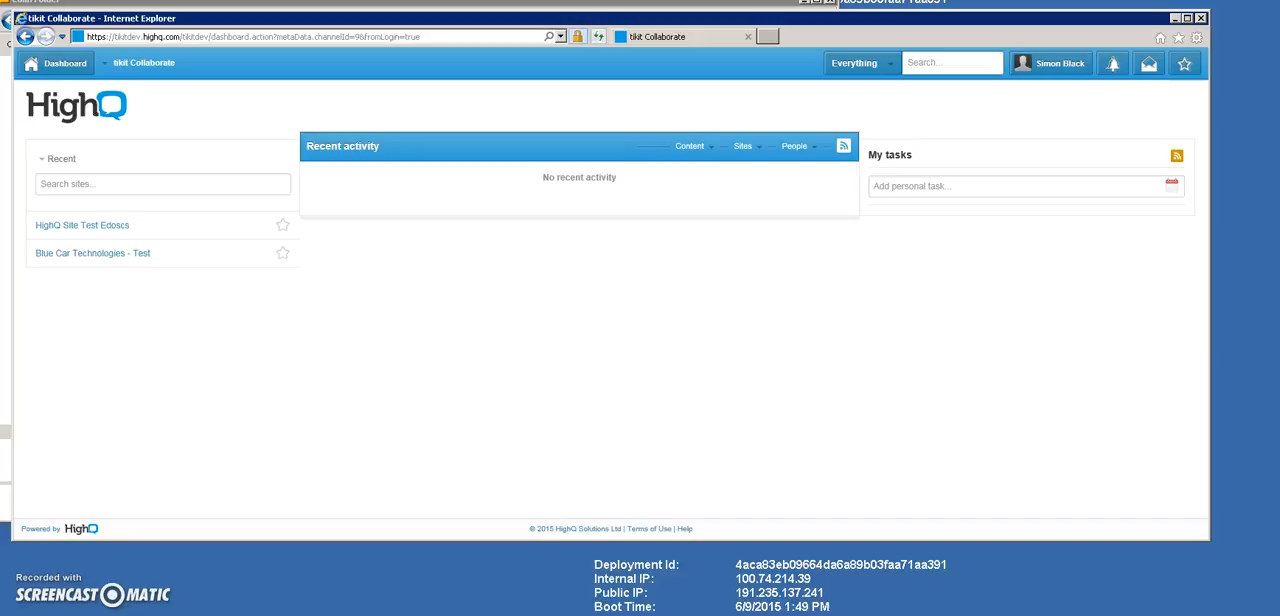 tikit Collaborate - Internet Explorer
https://tikitdev.highq.com/tikitdev/dashboard.action?metaData.channelId=9&fromLogin=true
tikit Collaborate
Dashboard
tikit Collaborate
Everything
Search...
Simon Black
HighQ
Recent
Search sites...
HighQ Site Test Edoscs
Blue Car Technologies - Test
Recent activity
Content
Sites
People
No recent activity
My tasks
Add personal task...
Powered by HighQ
© 2015 HighQ Solutions Ltd | Terms of Use | Help
Recorded with
SCREENCAST-O-MATIC
Deployment Id: 4aca83eb09664da6a89b03faa71aa391
Internal IP: 100.74.214.39
Public IP: 191.235.137.241
Boot Time: 6/9/2015 1:49 PM